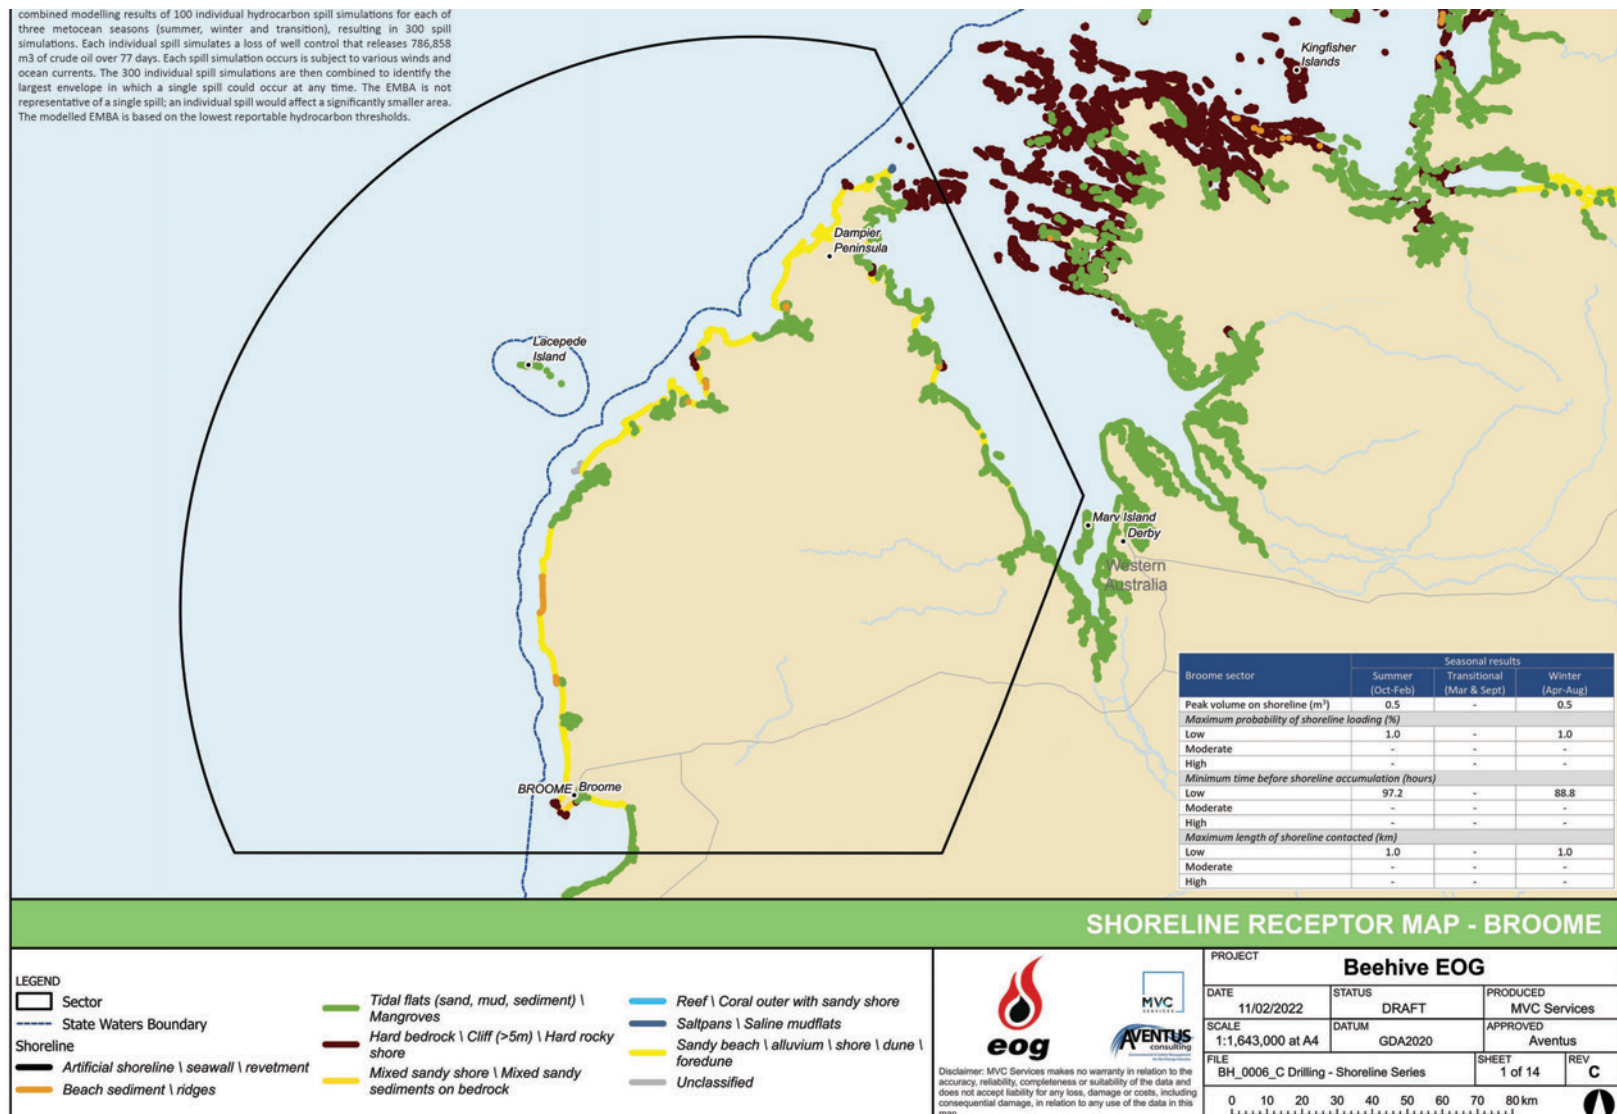 combined modelling results of 100 individual hydrocarbon spill simulations for each of
three metocean seasons (summer, winter and transition), resulting in 300 spill
simulations. Each individual spill simulates a loss of well control that releases 786,858
m3 of crude oil over 77 days. Each spill simulation occurs is subject to various winds and
ocean currents. The 300 individual spill simulations are then combined to identify the
largest envelope in which a single spill could occur at any time. The EMBA is not
representative of a single spill; an individual spill would affect a significantly smaller area.
The modelled EMBA is based on the lowest reportable hydrocarbon thresholds.
Kingfisher
Islands
Dampier
Peninsula
Lacepede
Island
Mary Island
Derby
Western
Australia
BROOME Broome
Broome sector
Seasonal results
Summer (Oct-Feb)
Transitional (Mar & Sept)
Winter (Apr-Aug)
Peak volume on shoreline (m³) 0.5 - 0.5
Maximum probability of shoreline loading (%)
Low 1.0 - 1.0
Moderate - - -
High - - -
Minimum time before shoreline accumulation (hours)
Low 97.2 - 88.8
Moderate - - -
High - - -
Maximum length of shoreline contacted (km)
Low 1.0 - 1.0
Moderate - - -
High - - -
SHORELINE RECEPTOR MAP - BROOME
LEGEND
Sector
State Waters Boundary
Shoreline
Artificial shoreline \ seawall \ revetment
Beach sediment \ ridges
Tidal flats (sand, mud, sediment) \
Mangroves
Hard bedrock \ Cliff (>5m) \ Hard rocky
shore
Mixed sandy shore \ Mixed sandy
sediments on bedrock
Reef \ Coral outer with sandy shore
Saltpans \ Saline mudflats
Sandy beach \ alluvium \ shore \ dune \
foredune
Unclassified
eog
MVC
SERVICES
AVENTUS
consulting
Disclaimer: MVC Services makes no warranty in relation to the
accuracy, reliability, completeness or suitability of the data and
does not accept liability for any loss, damage or costs, including
consequential damage, in relation to any use of the data in this
map.
PROJECT
Beehive EOG
DATE
11/02/2022
STATUS
DRAFT
PRODUCED
MVC Services
SCALE
1:1,643,000 at A4
DATUM
GDA2020
APPROVED
Aventus
FILE
BH_0006_C Drilling - Shoreline Series
SHEET
1 of 14
REV
C
0 10 20 30 40 50 60 70 80 km